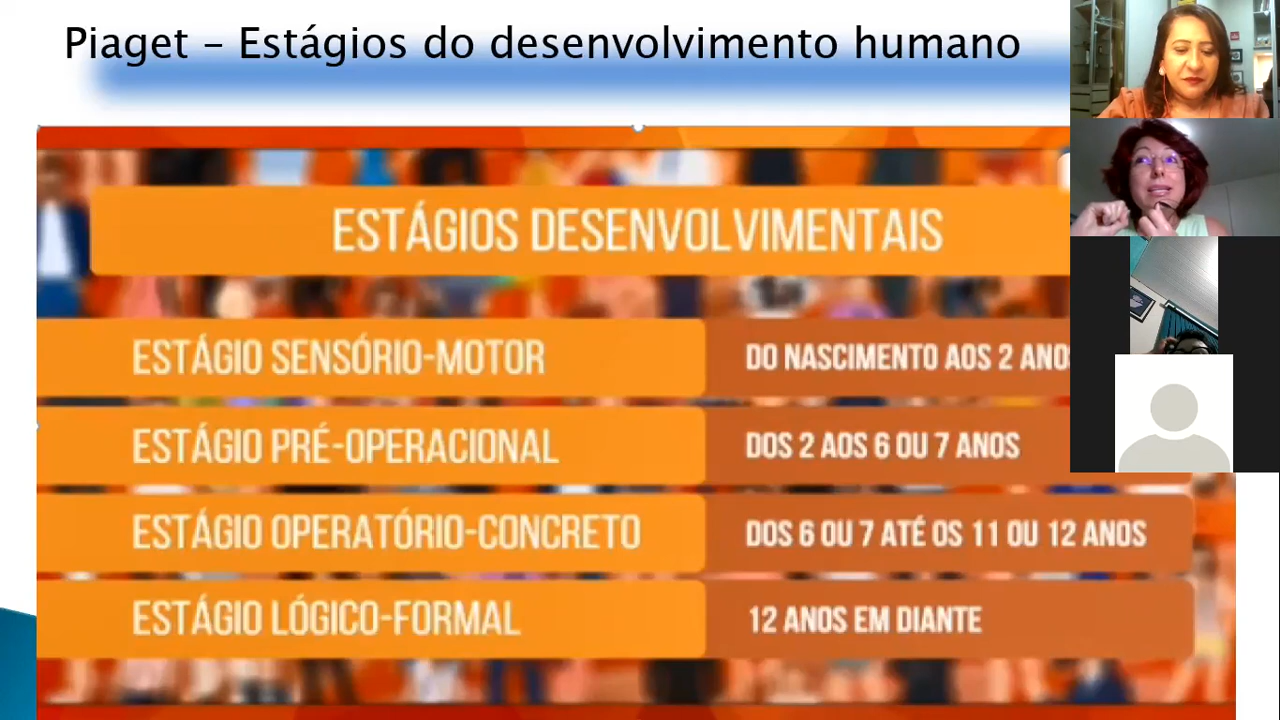 Piaget – Estágios do desenvolvimento humano
ESTÁGIOS DESENVOLVIMENTAIS
ESTÁGIO SENSÓRIO-MOTOR
DO NASCIMENTO AOS 2 ANOS
ESTÁGIO PRÉ-OPERACIONAL
DOS 2 AOS 6 OU 7 ANOS
ESTÁGIO OPERATÓRIO-CONCRETO
DOS 6 OU 7 ATÉ OS 11 OU 12 ANOS
ESTÁGIO LÓGICO-FORMAL
12 ANOS EM DIANTE